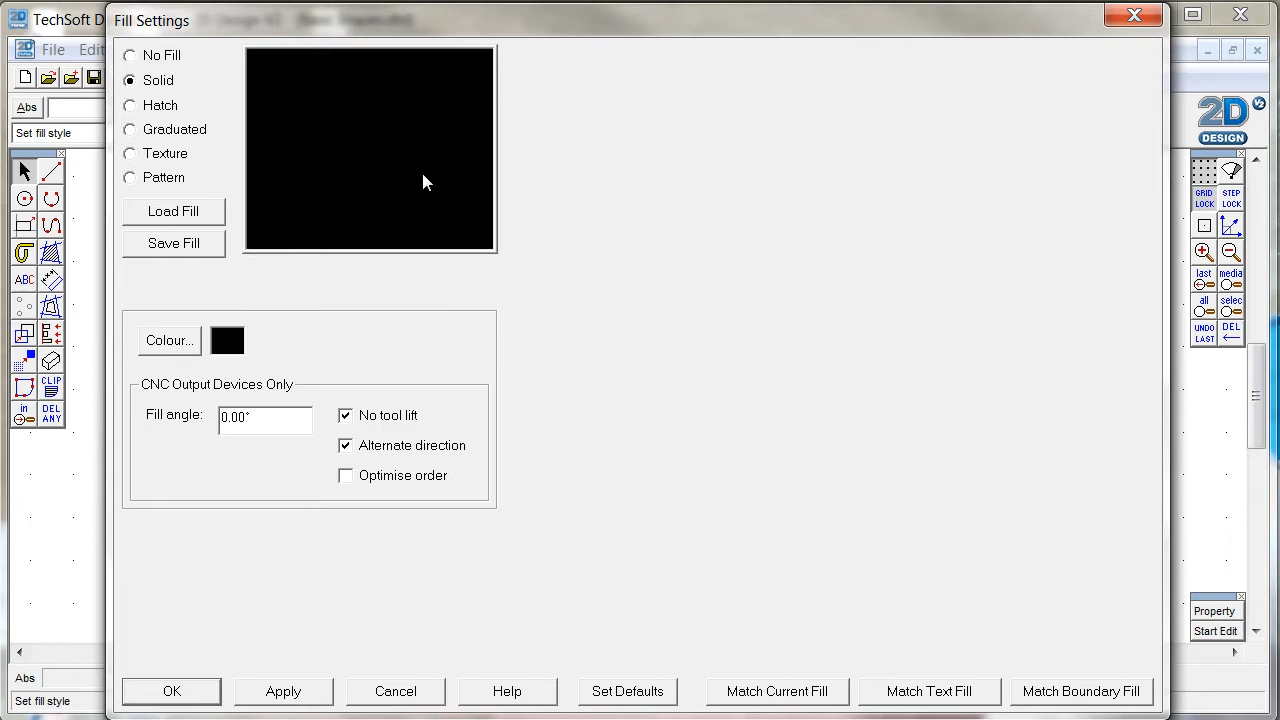 TechSoft D
Fill Settings
File Edit
Abs
Set fill style
No Fill
Solid
Hatch
Graduated
Texture
Pattern
Load Fill
Save Fill
Colour...
CNC Output Devices Only
Fill angle: 0.00°
No tool lift
Alternate direction
Optimise order
OK Apply Cancel Help Set Defaults Match Current Fill Match Text Fill Match Boundary Fill
ABC
CLIP
in DEL ANY
2D V2
DESIGN
GRID LOCK STEP LOCK
last media
all selec
UNDO LAST DEL
Property
Start Edit
Abs
Set fill style